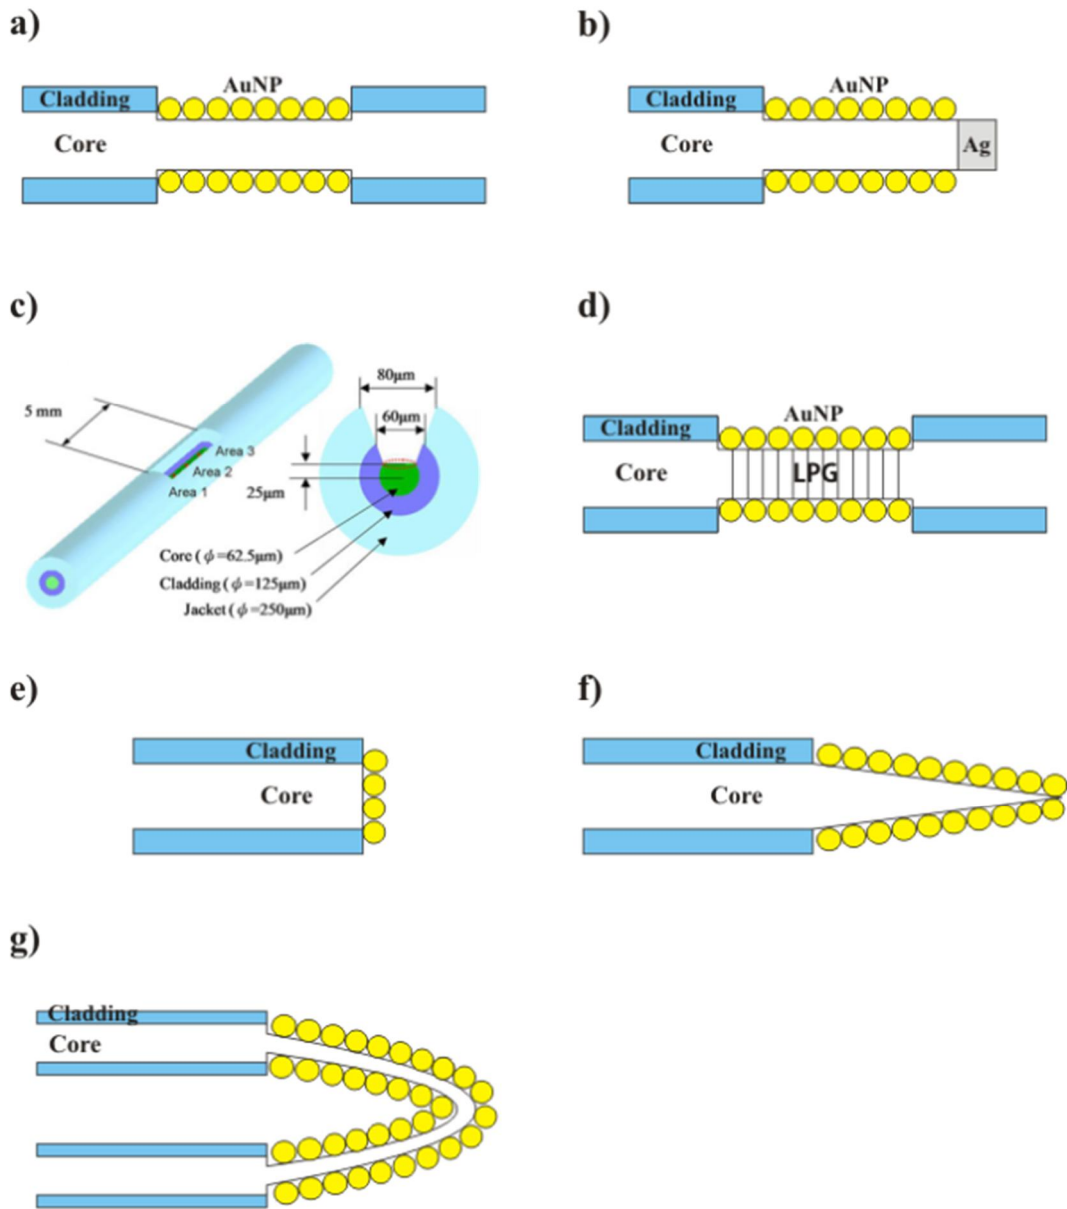 a)
AuNP
Cladding
Core
b)
AuNP
Cladding
Core
Ag
c)
5 mm
Area 3
Area 2
Area 1
80μm
60μm
25μm
Core ( ϕ=62.5μm)
Cladding ( ϕ=125μm)
Jacket ( ϕ=250μm)
d)
AuNP
Cladding
Core
LPG
e)
Cladding
Core
f)
Cladding
Core
g)
Cladding
Core